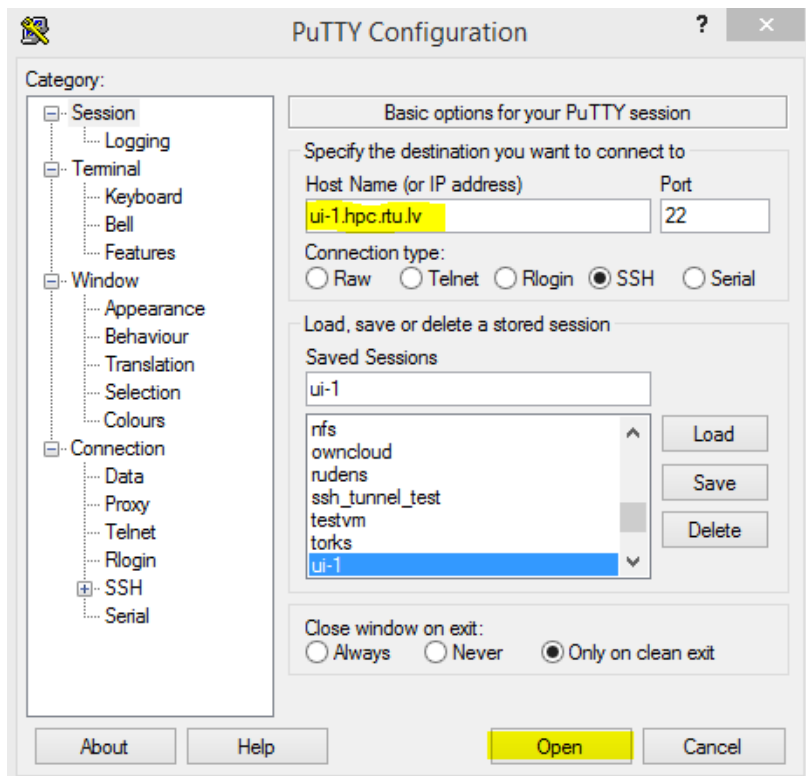 PuTTY Configuration ? ×
Category:
Session
Logging
Terminal
Keyboard
Bell
Features
Window
Appearance
Behaviour
Translation
Selection
Colours
Connection
Data
Proxy
Telnet
Rlogin
SSH
Serial
Basic options for your PuTTY session
Specify the destination you want to connect to
Host Name (or IP address) Port
ui-1.hpc.rtu.lv 22
Connection type:
Raw Telnet Rlogin SSH Serial
Load, save or delete a stored session
Saved Sessions
ui-1
nfs
owncloud
rudens
ssh_tunnel_test
testvm
torks
ui-1
Load
Save
Delete
Close window on exit:
Always Never Only on clean exit
About Help Open Cancel